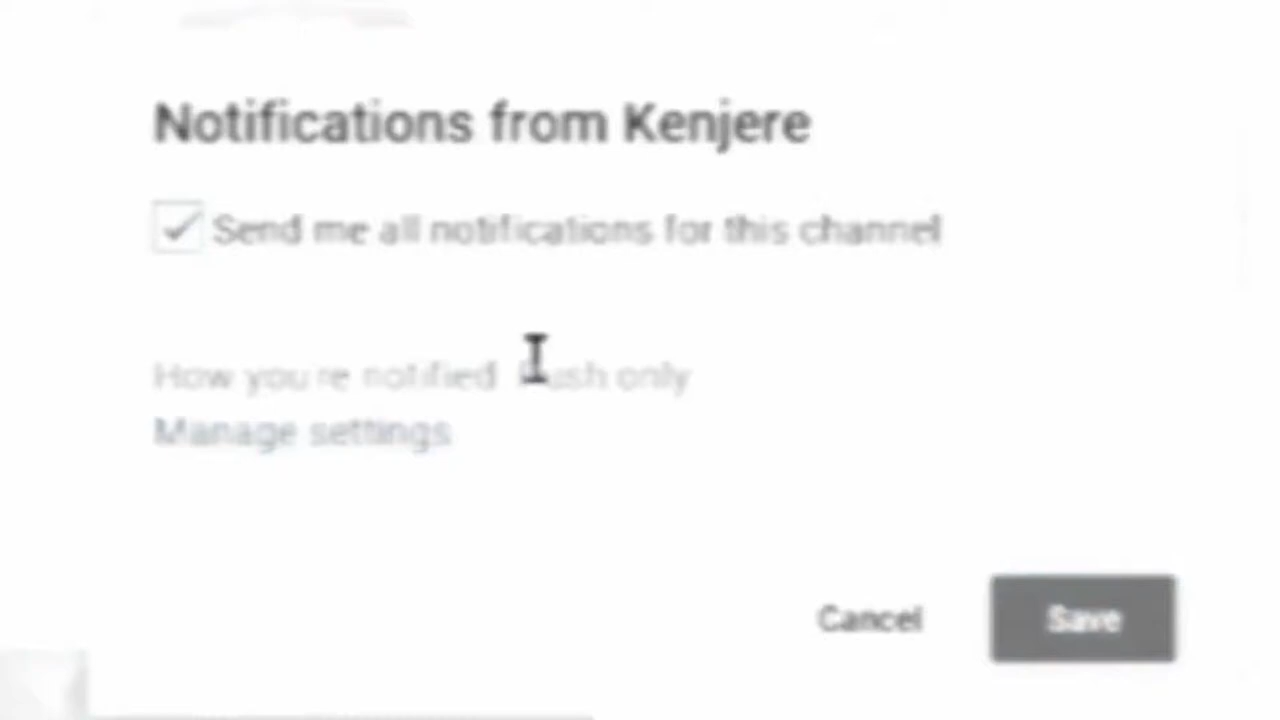 Notifications from Kenjere
Send me all notifications for this channel
How you're notified Push only
Manage settings
Cancel
Save